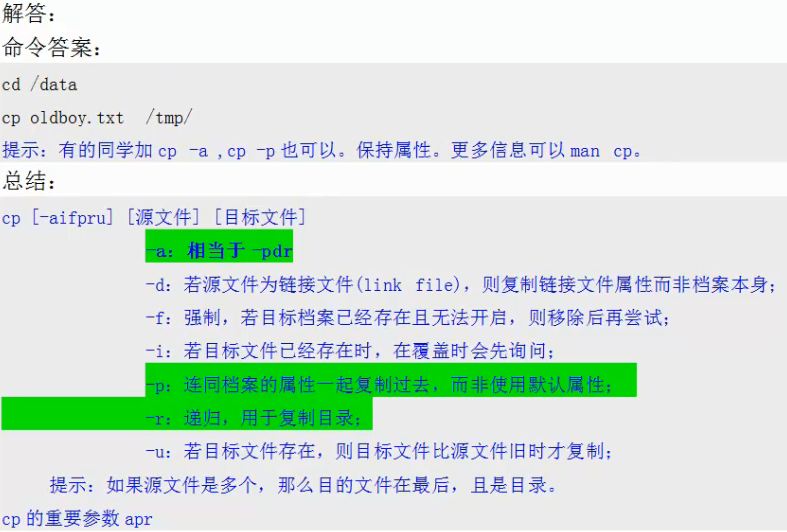 解答：
命令答案：
cd /data
cp oldboy.txt /tmp/
提示：有的同学加 cp -a ,cp -p 也可以。保持属性。更多信息可以 man cp。
总结：
cp [-aifpru] [源文件] [目标文件]
-a：相当于 -pdr
-d：若源文件为链接文件(link file)，则复制链接文件属性而非档案本身；
-f：强制，若目标档案已经存在且无法开启，则移除后再尝试；
-i：若目标文件已经存在时，在覆盖时会先询问；
-p：连同档案的属性一起复制过去，而非使用默认属性；
-r：递归，用于复制目录；
-u：若目标文件存在，则目标文件比源文件旧时才复制；
提示：如果源文件是多个，那么目的文件在最后，且是目录。
cp 的重要参数 apr